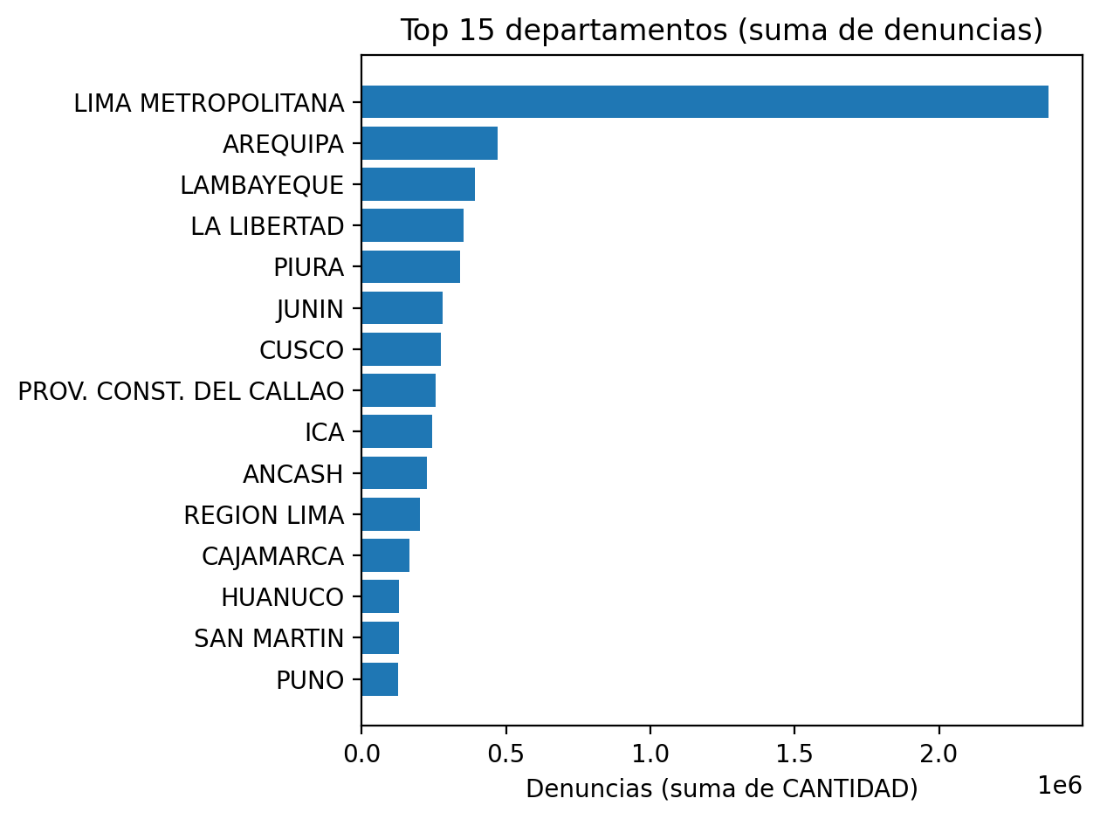 Top 15 departamentos (suma de denuncias)
LIMA METROPOLITANA
AREQUIPA
LAMBAYEQUE
LA LIBERTAD
PIURA
JUNIN
CUSCO
PROV. CONST. DEL CALLAO
ICA
ANCASH
REGION LIMA
CAJAMARCA
HUANUCO
SAN MARTIN
PUNO
0.0 0.5 1.0 1.5 2.0
1e6
Denuncias (suma de CANTIDAD)